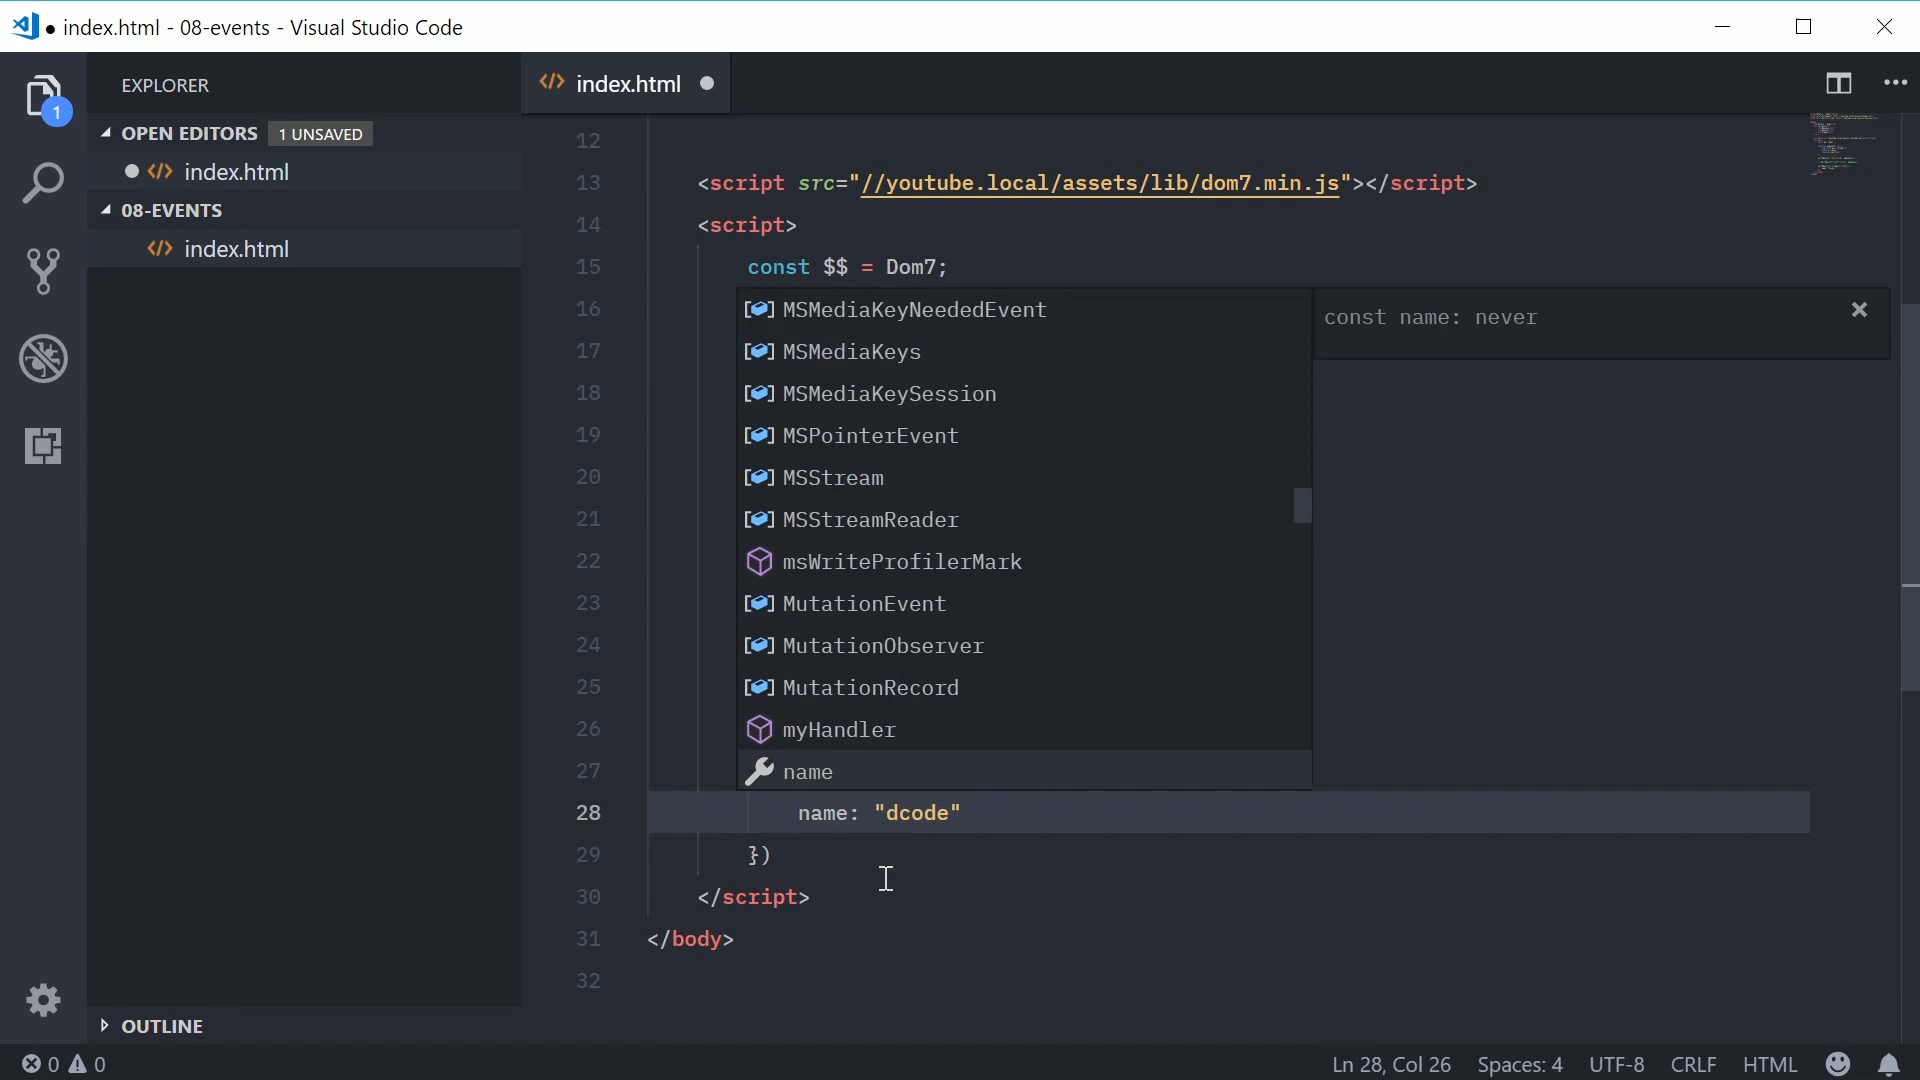 ● index.html - 08-events - Visual Studio Code
EXPLORER
1
OPEN EDITORS 1 UNSAVED
index.html
08-EVENTS
index.html
OUTLINE
index.html
12
13 <script src="//youtube.local/assets/lib/dom7.min.js"></script>
14 <script>
15 const $$ = Dom7;
16 MSMediaKeyNeededEvent
const name: never
17 MSMediaKeys
18 MSMediaKeySession
19 MSPointerEvent
20 MSStream
21 MSStreamReader
22 msWriteProfilerMark
23 MutationEvent
24 MutationObserver
25 MutationRecord
26 myHandler
27 name
28 name: "dcode"
29 })
30 </script>
31 </body>
32
0 0 Ln 28, Col 26 Spaces: 4 UTF-8 CRLF HTML